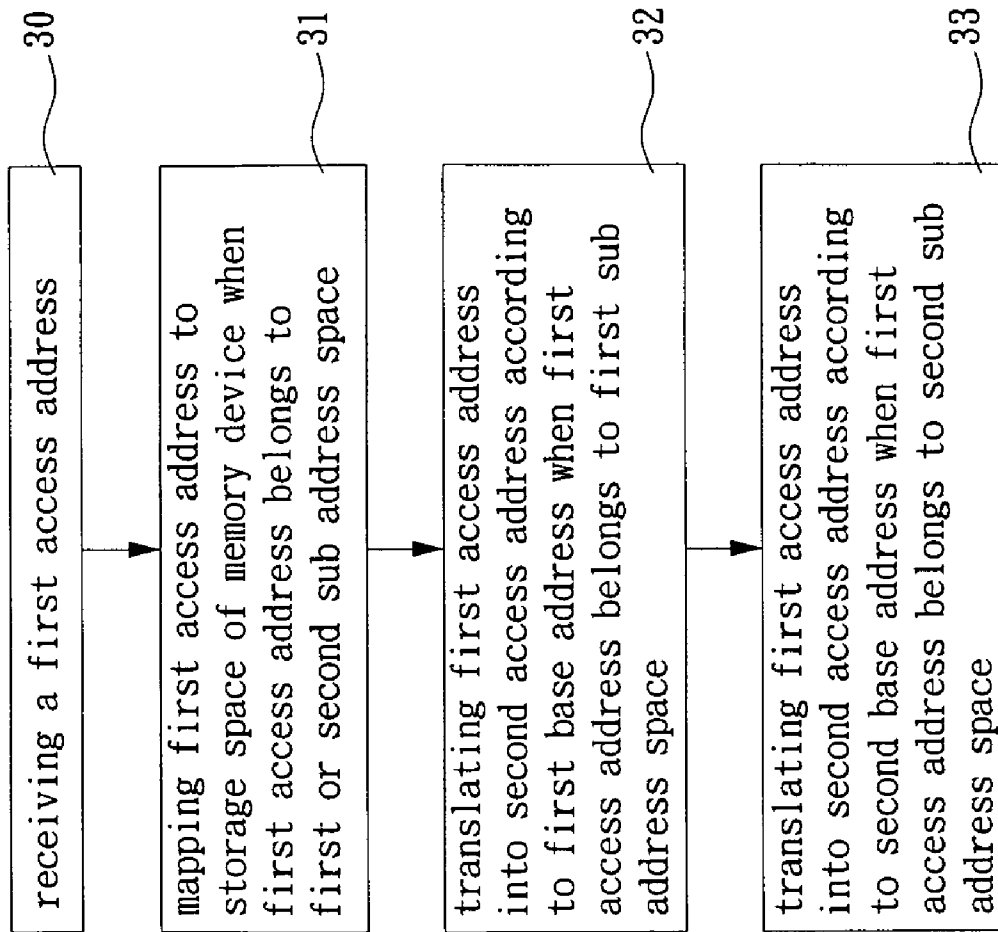 receiving a first access address
30
mapping first access address to
storage space of memory device when
first access address belongs to
first or second sub address space
31
translating first access address
into second access address according
to first base address when first
access address belongs to first sub
address space
32
translating first access address
into second access address according
to second base address when first
access address belongs to second sub
address space
33